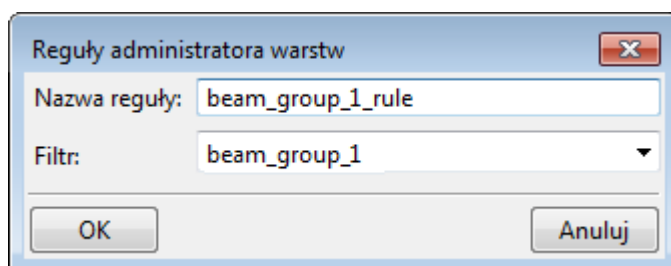 Reguły administratora warstw
Nazwa reguły: beam_group_1_rule
Filtr: beam_group_1
OK Anuluj